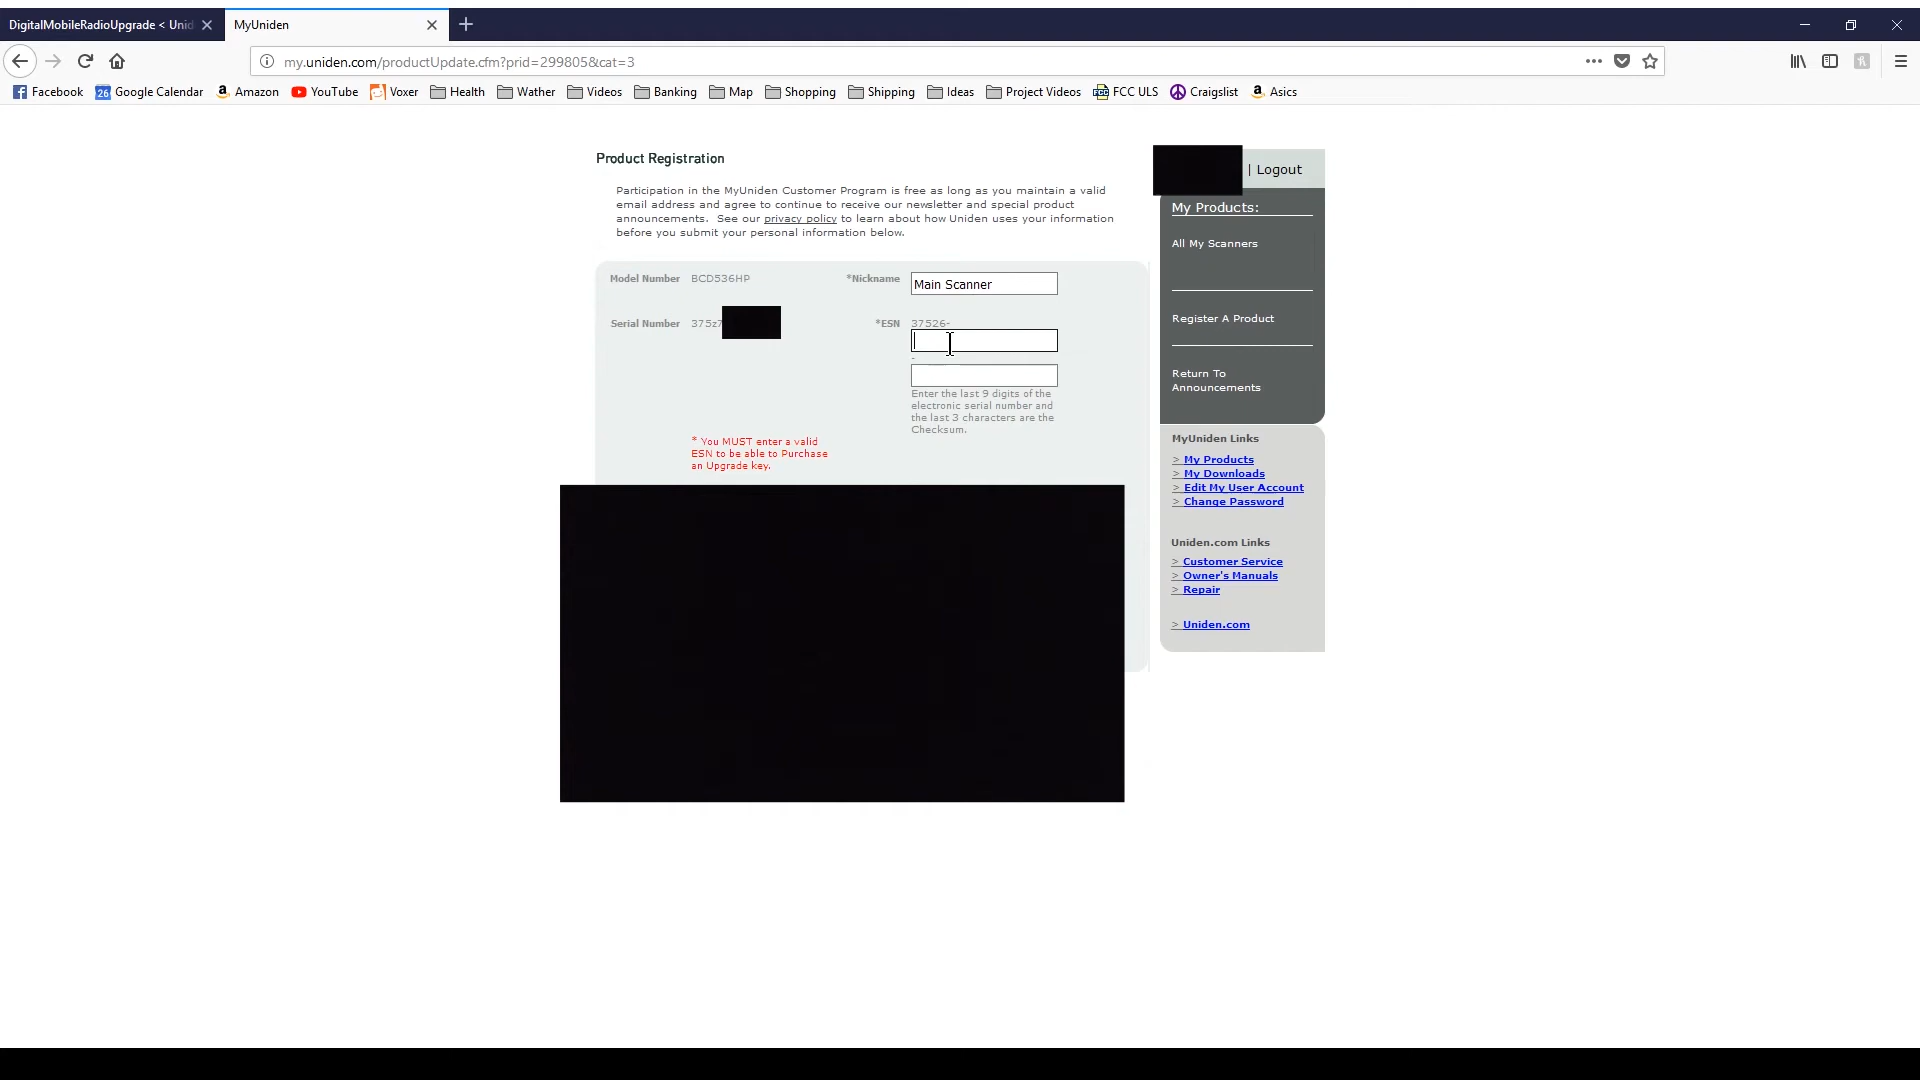 DigitalMobileRadioUpgrade < Unid
MyUniden
my.uniden.com/productUpdate.cfm?prid=299805&cat=3
Facebook
26 Google Calendar
Amazon
YouTube
Voxer
Health
Wather
Videos
Banking
Map
Shopping
Shipping
Ideas
Project Videos
FCC FCC ULS
Craigslist
Asics
Product Registration
Participation in the MyUniden Customer Program is free as long as you maintain a valid
email address and agree to continue to receive our newsletter and special product
announcements. See our privacy policy to learn about how Uniden uses your information
before you submit your personal information below.
Model Number BCD536HP
*Nickname Main Scanner
Serial Number 375z7
*ESN 37526-
-
Enter the last 9 digits of the
electronic serial number and
the last 3 characters are the
Checksum.
* You MUST enter a valid
ESN to be able to Purchase
an Upgrade key.
| Logout
My Products:
All My Scanners
Register A Product
Return To
Announcements
MyUniden Links
> My Products
> My Downloads
> Edit My User Account
> Change Password
Uniden.com Links
> Customer Service
> Owner's Manuals
> Repair
> Uniden.com